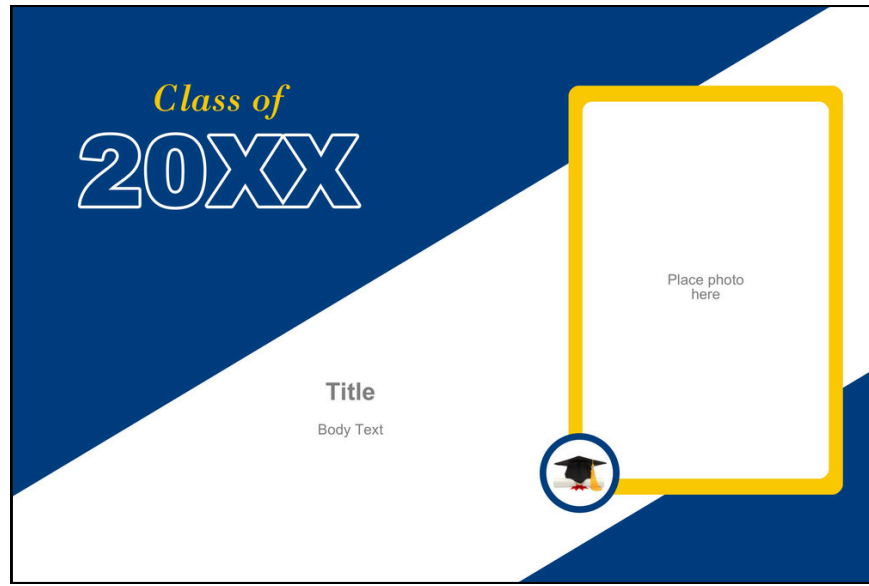 Class of
20XX
Place photo
here
Title
Body Text